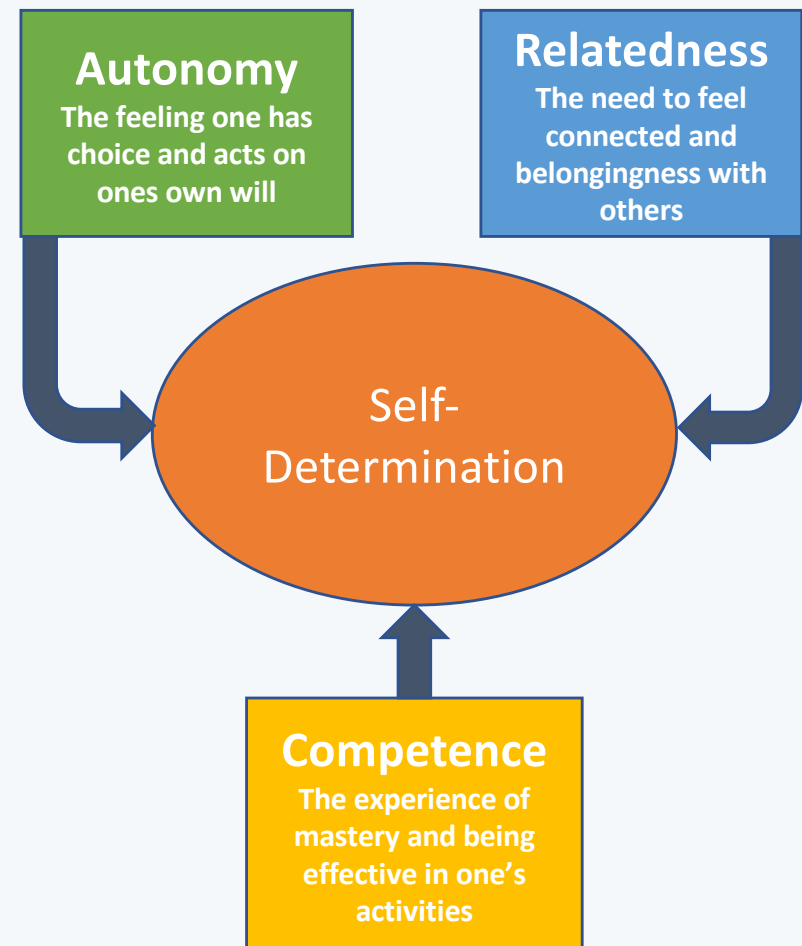 Autonomy
The feeling one has
choice and acts on
ones own will
Relatedness
The need to feel
connected and
belongingness with
others
Self-
Determination
Competence
The experience of
mastery and being
effective in one’s
activities